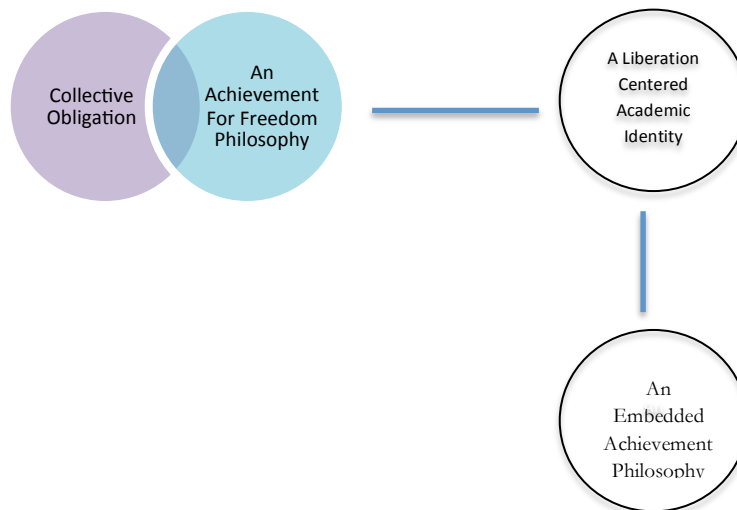 Collective
Obligation
An
Achievement
For Freedom
Philosophy
A Liberation
Centered
Academic
Identity
An
Embedded
Achievement
Philosophy